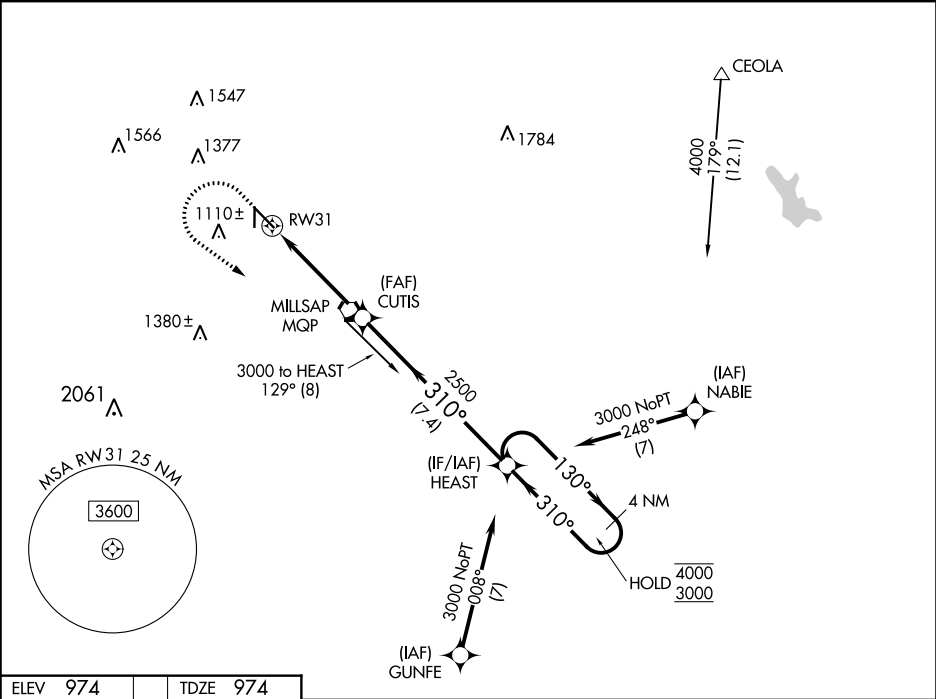 CEOLA
1547
1566
1377
1784
4000
179°
(12.1)
1110±
RW31
(FAF)
CUTIS
MILLSAP
MQP
1380±
3000 to HEAST
129° (8)
2500
310°
(7.4)
(IAF)
NABIE
3000 NoPT
248°
(7)
2061
(IF/IAF)
HEAST
130°
310°
4 NM
MSA RW31 25 NM
3600
HOLD 4000
3000
3000 NoPT
008°
(7)
(IAF)
GUNFE
ELEV 974 TDZE 974